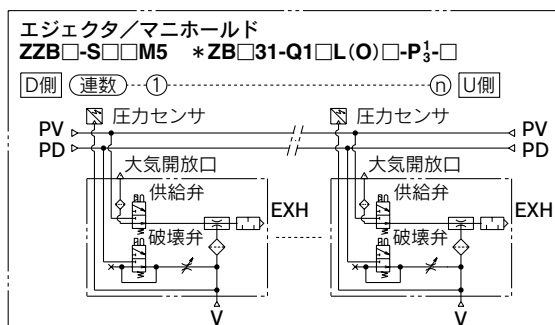 エジェクタ／マニホールド
ZZB□-S□□M5 ＊ZB□31-Q1□L(O)□-P¹₃-□
D側 連数 ① ⓝ U側
圧力センサ 圧力センサ
PV PV
PD PD
大気開放口 大気開放口
供給弁 供給弁
EXH EXH
破壊弁 破壊弁
V V